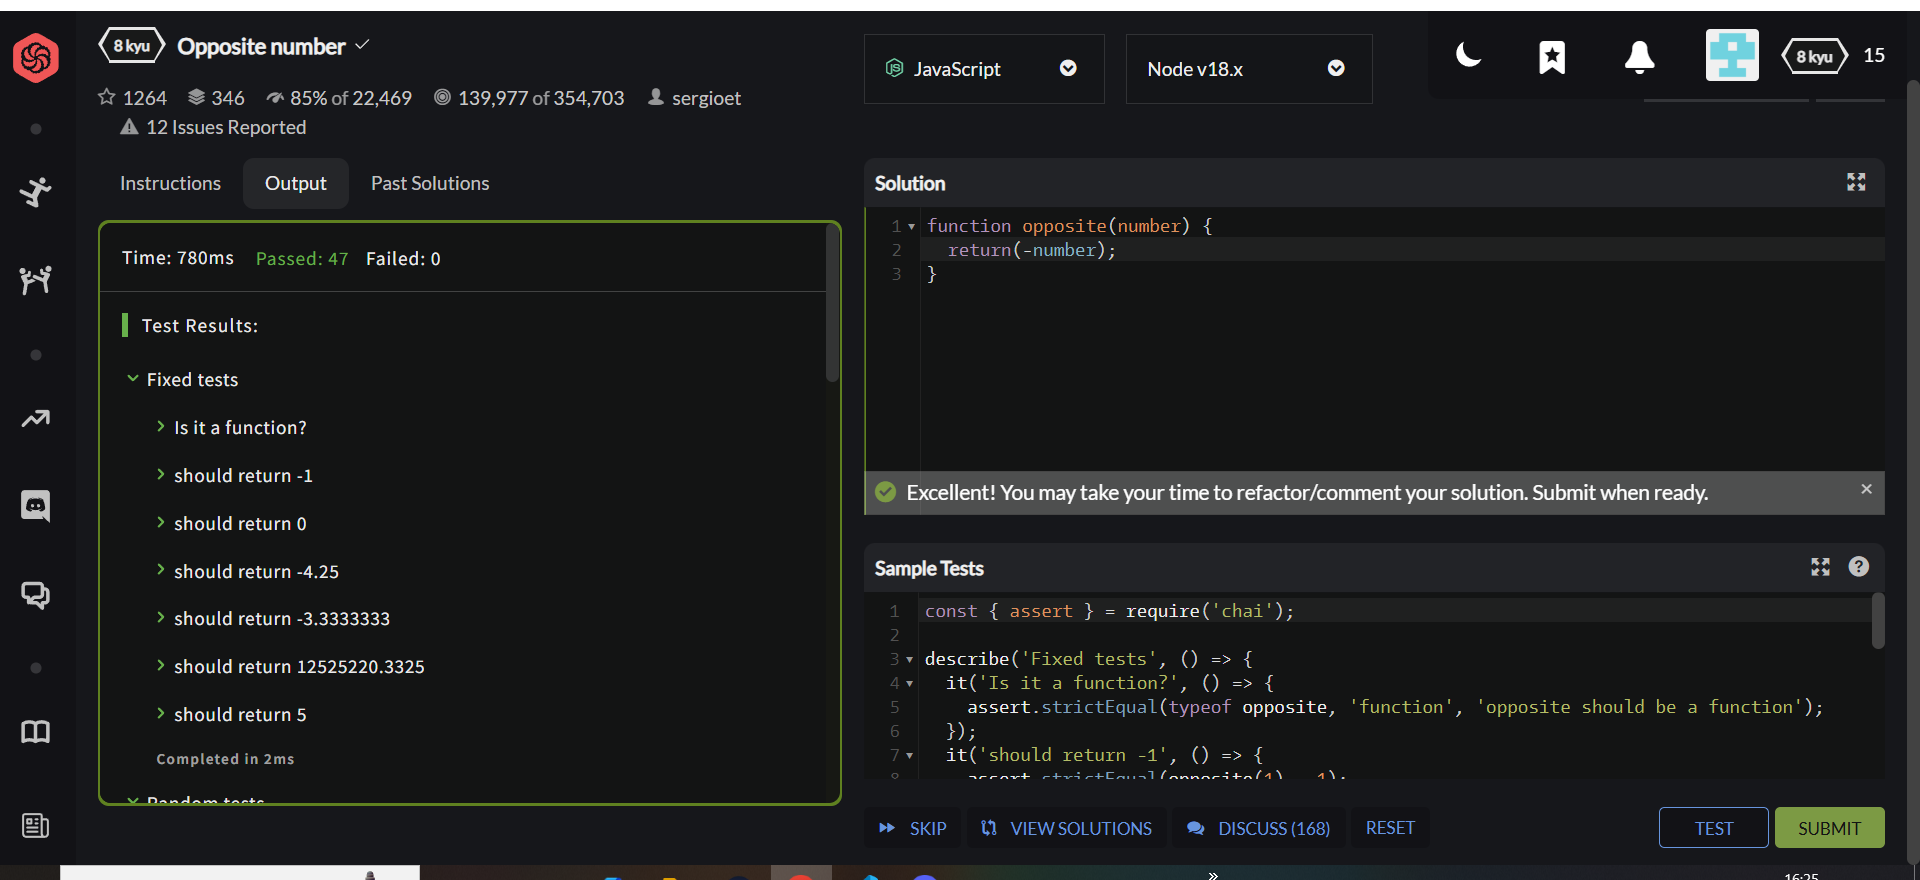 8 kyu Opposite number
1264 346 85% of 22,469 139,977 of 354,703 sergioet
12 Issues Reported
JavaScript
Node v18.x
8 kyu 15
Instructions Output Past Solutions
Time: 780ms Passed: 47 Failed: 0
Test Results:
Fixed tests
Is it a function?
should return -1
should return 0
should return -4.25
should return -3.3333333
should return 12525220.3325
should return 5
Completed in 2ms
Random tests
Solution
1 function opposite(number) {
2 return(-number);
3 }
Excellent! You may take your time to refactor/comment your solution. Submit when ready.
Sample Tests
1 const { assert } = require('chai');
2
3 describe('Fixed tests', () => {
4 it('Is it a function?', () => {
5 assert.strictEqual(typeof opposite, 'function', 'opposite should be a function');
6 });
7 it('should return -1', () => {
8 assert.strictEqual(opposite(1), -1);
SKIP VIEW SOLUTIONS DISCUSS (168) RESET TEST SUBMIT
16:25